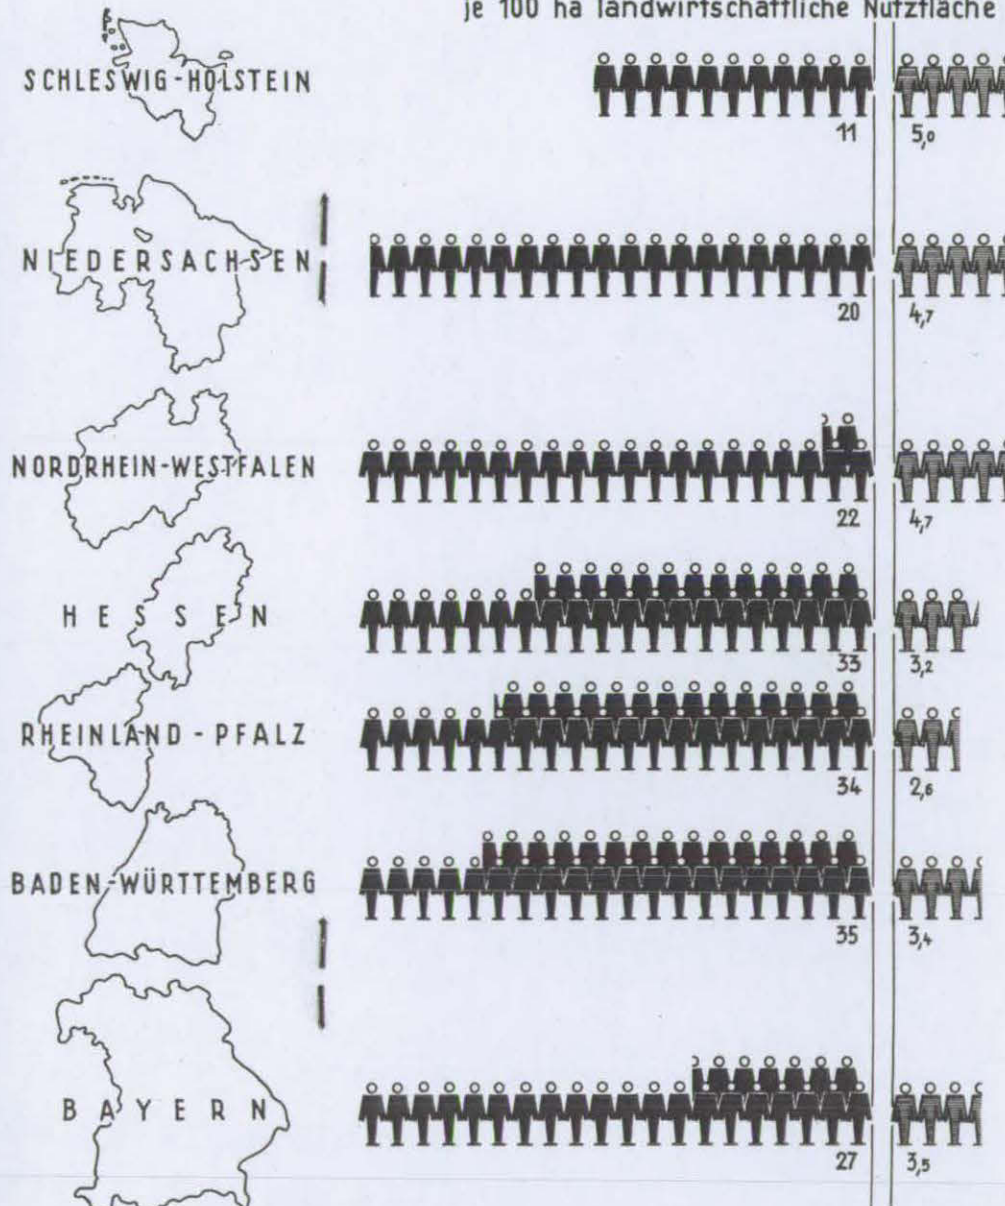 je 100 ha landwirtschaftliche Nutzfläche
SCHLESWIG-HOLSTEIN
11
5,0
NIEDERSACHSEN
20
4,7
NORDRHEIN-WESTFALEN
22
4,7
HESSEN
33
3,2
RHEINLAND-PFALZ
34
2,6
BADEN-WÜRTTEMBERG
35
3,4
BAYERN
27
3,5